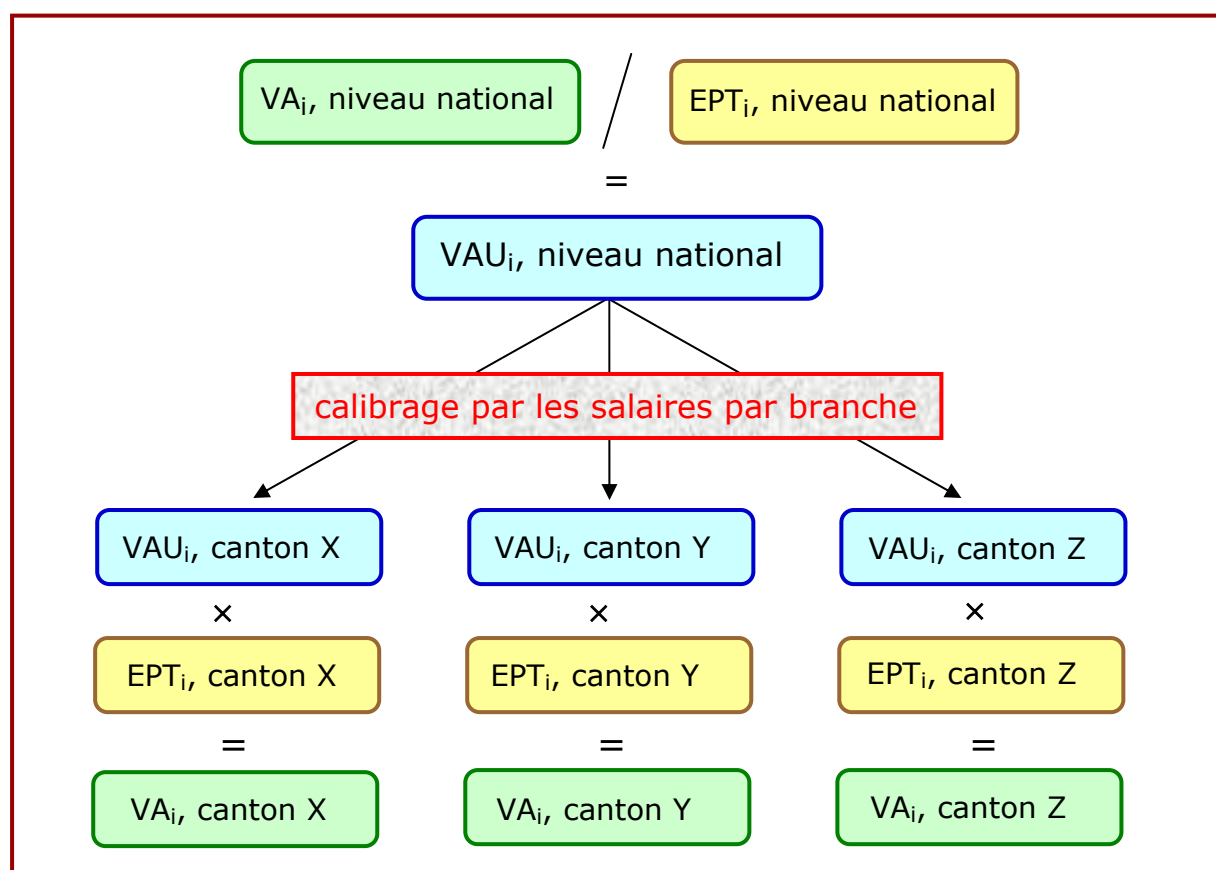 VAi, niveau national / EPTi, niveau national
=
VAUi, niveau national
calibrage par les salaires par branche
VAUi, canton X VAUi, canton Y VAUi, canton Z
× × ×
EPTi, canton X EPTi, canton Y EPTi, canton Z
= = =
VAi, canton X VAi, canton Y VAi, canton Z